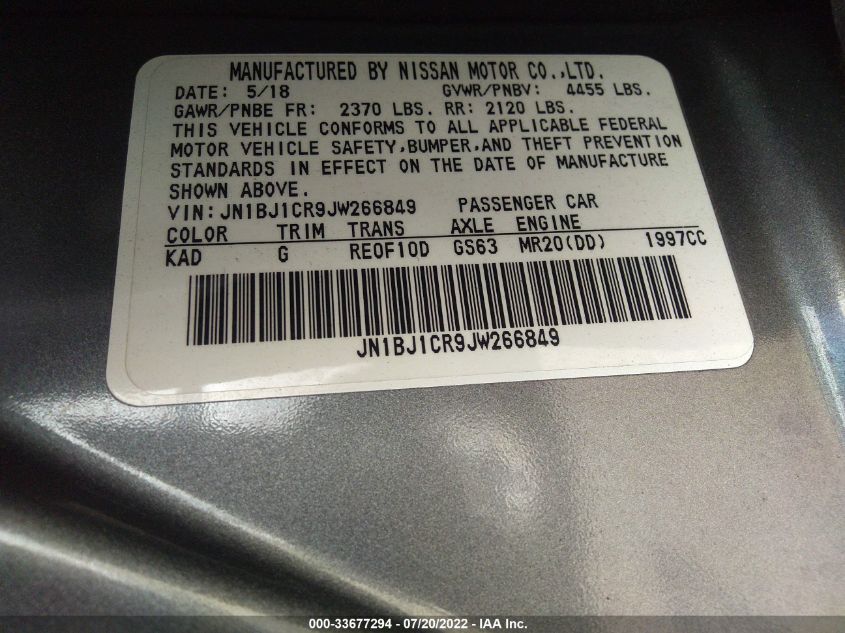 MANUFACTURED BY NISSAN MOTOR CO.,LTD.
DATE: 5/18 GVWR/PNBV: 4455 LBS.
GAWR/PNBE FR: 2370 LBS. RR: 2120 LBS.
THIS VEHICLE CONFORMS TO ALL APPLICABLE FEDERAL
MOTOR VEHICLE SAFETY,BUMPER,AND THEFT PREVENTION
STANDARDS IN EFFECT ON THE DATE OF MANUFACTURE
SHOWN ABOVE.
VIN:JN1BJ1CR9JW266849 PASSENGER CAR
COLOR TRIM TRANS AXLE ENGINE
KAD G RE0F10D GS63 MR20(DD) 1997CC
JN1BJ1CR9JW266849
000-33677294 - 07/20/2022 - IAA Inc.